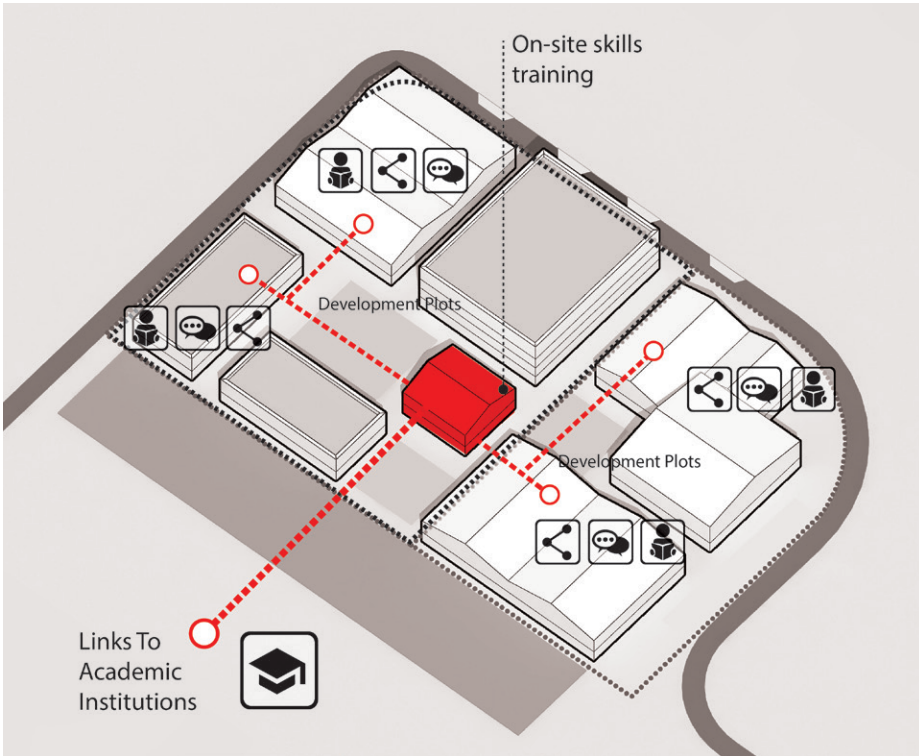 On-site skills
training
Development Plots
Development Plots
Links To
Academic
Institutions